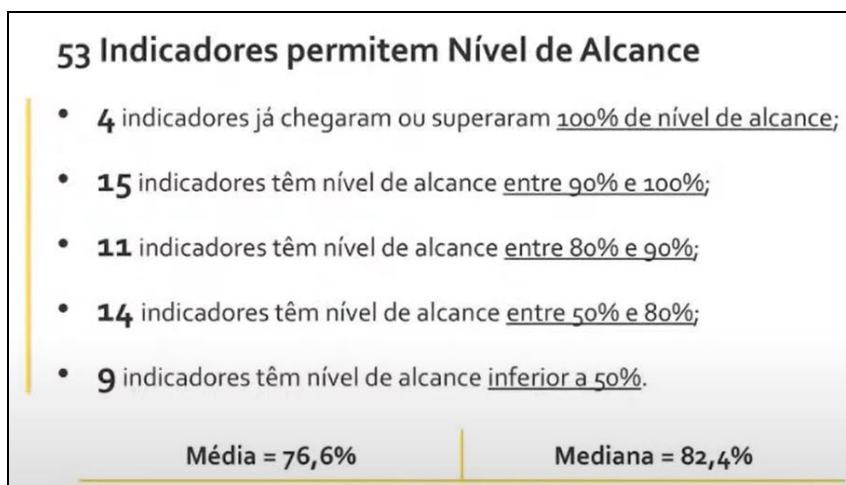 53 Indicadores permitem Nível de Alcance
• 4 indicadores já chegaram ou superaram 100% de nível de alcance;
• 15 indicadores têm nível de alcance entre 90% e 100%;
• 11 indicadores têm nível de alcance entre 80% e 90%;
• 14 indicadores têm nível de alcance entre 50% e 80%;
• 9 indicadores têm nível de alcance inferior a 50%.
Média = 76,6% Mediana = 82,4%